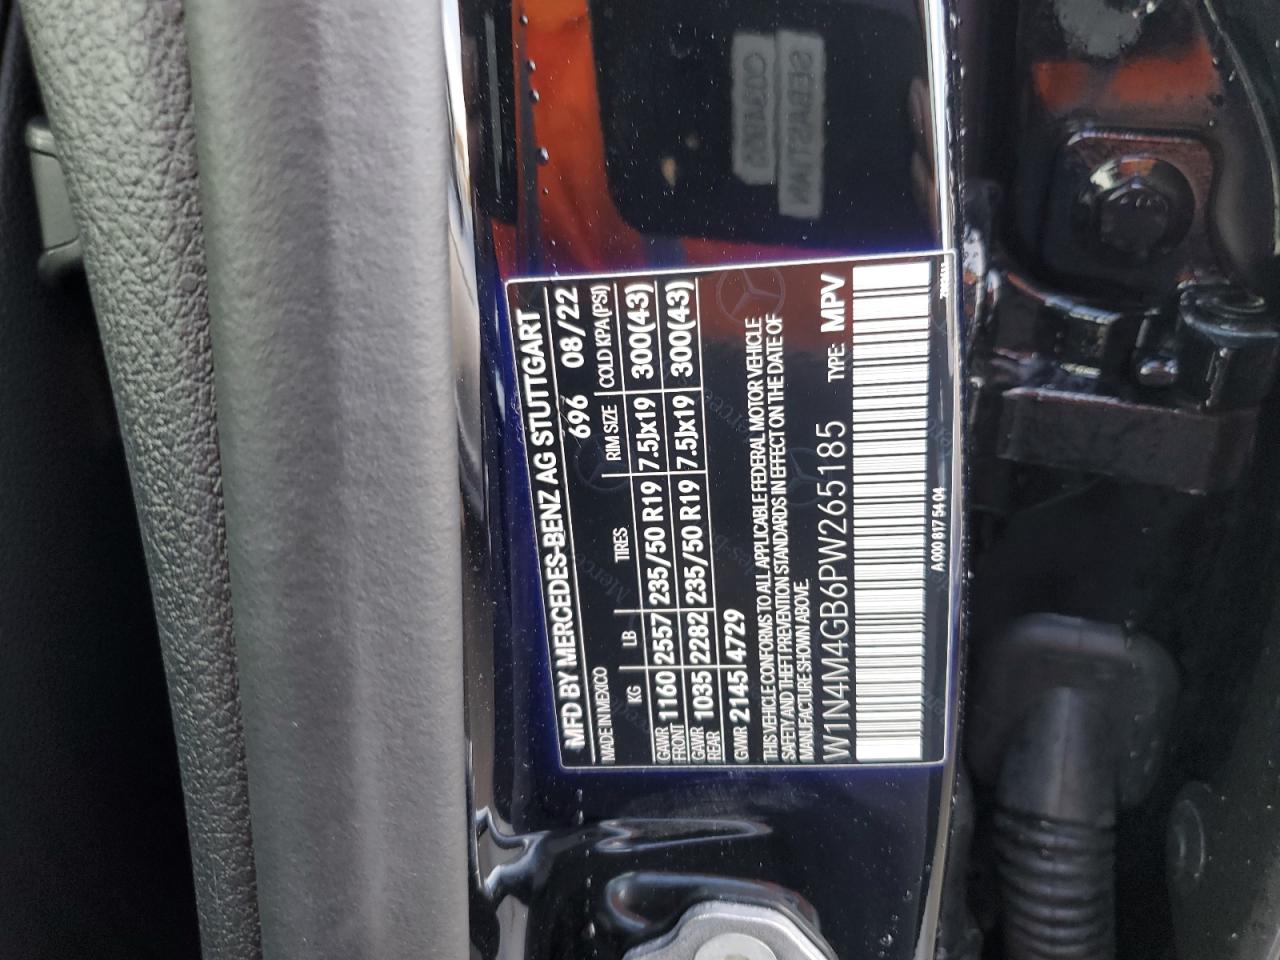 MFD BY MERCEDES-BENZ AG STUTTGART
MADE IN MEXICO 696 08/22
KG LB TIRES RIM SIZE COLD KPA (PSI)
GAWR FRONT 1160 2557 235/50 R19 7.5Jx19 300(43)
GAWR REAR 1035 2282 235/50 R19 7.5Jx19 300(43)
GVWR 2145 4729
THIS VEHICLE CONFORMS TO ALL APPLICABLE FEDERAL MOTOR VEHICLE
SAFETY AND THEFT PREVENTION STANDARDS IN EFFECT ON THE DATE OF
MANUFACTURE SHOWN ABOVE.
W1N4M4GB6PW265185 TYPE: MPV
A 000 817 54 04